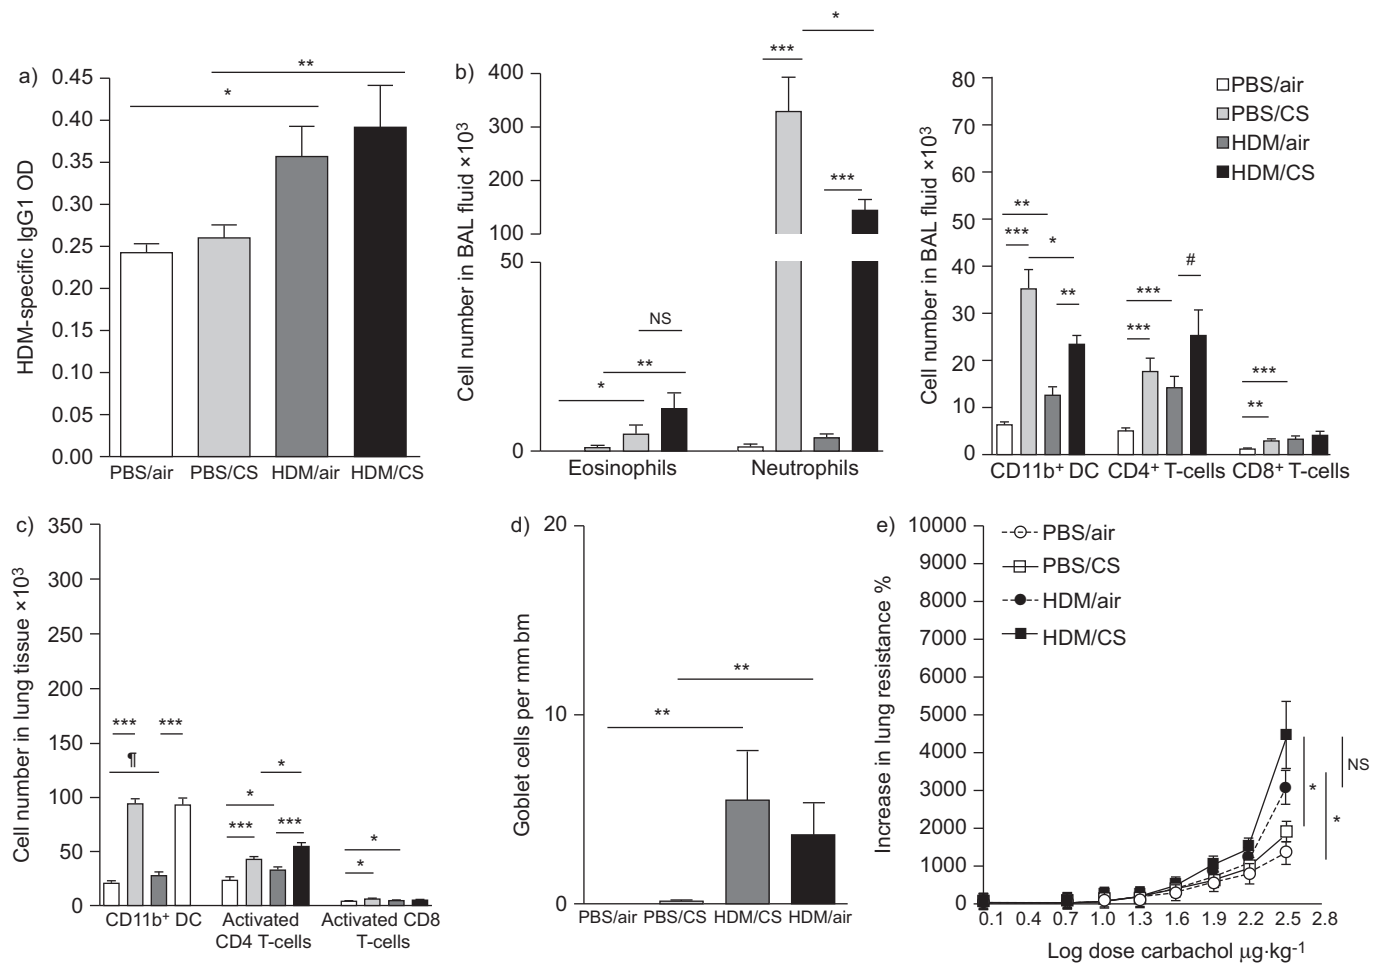 a)
HDM-specific IgG1 OD
0.45
0.40
0.35
0.30
0.25
0.20
0.15
0.10
0.05
0.00
*
**
PBS/air PBS/CS HDM/air HDM/CS
b)
Cell number in BAL fluid ×10³
400
300
200
100
50
0
*
**
NS
***
*
***
Eosinophils Neutrophils
Cell number in BAL fluid ×10³
80
70
60
50
40
30
20
10
0
PBS/air
PBS/CS
HDM/air
HDM/CS
**
***
*
**
***
***
#
***
**
CD11b⁺ DC CD4⁺ T-cells CD8⁺ T-cells
c)
Cell number in lung tissue ×10³
350
300
250
200
150
100
50
0
*** ***
¶
*
*
*** ***
*
*
CD11b⁺ DC Activated Activated CD8
CD4 T-cells T-cells
d)
Goblet cells per mm bm
20
10
0
**
**
PBS/air PBS/CS HDM/CS HDM/air
e)
Increase in lung resistance %
10000
9000
8000
7000
6000
5000
4000
3000
2000
1000
0
PBS/air
PBS/CS
HDM/air
HDM/CS
NS
*
*
0.1 0.4 0.7 1.0 1.3 1.6 1.9 2.2 2.5 2.8
Log dose carbachol µg·kg⁻¹